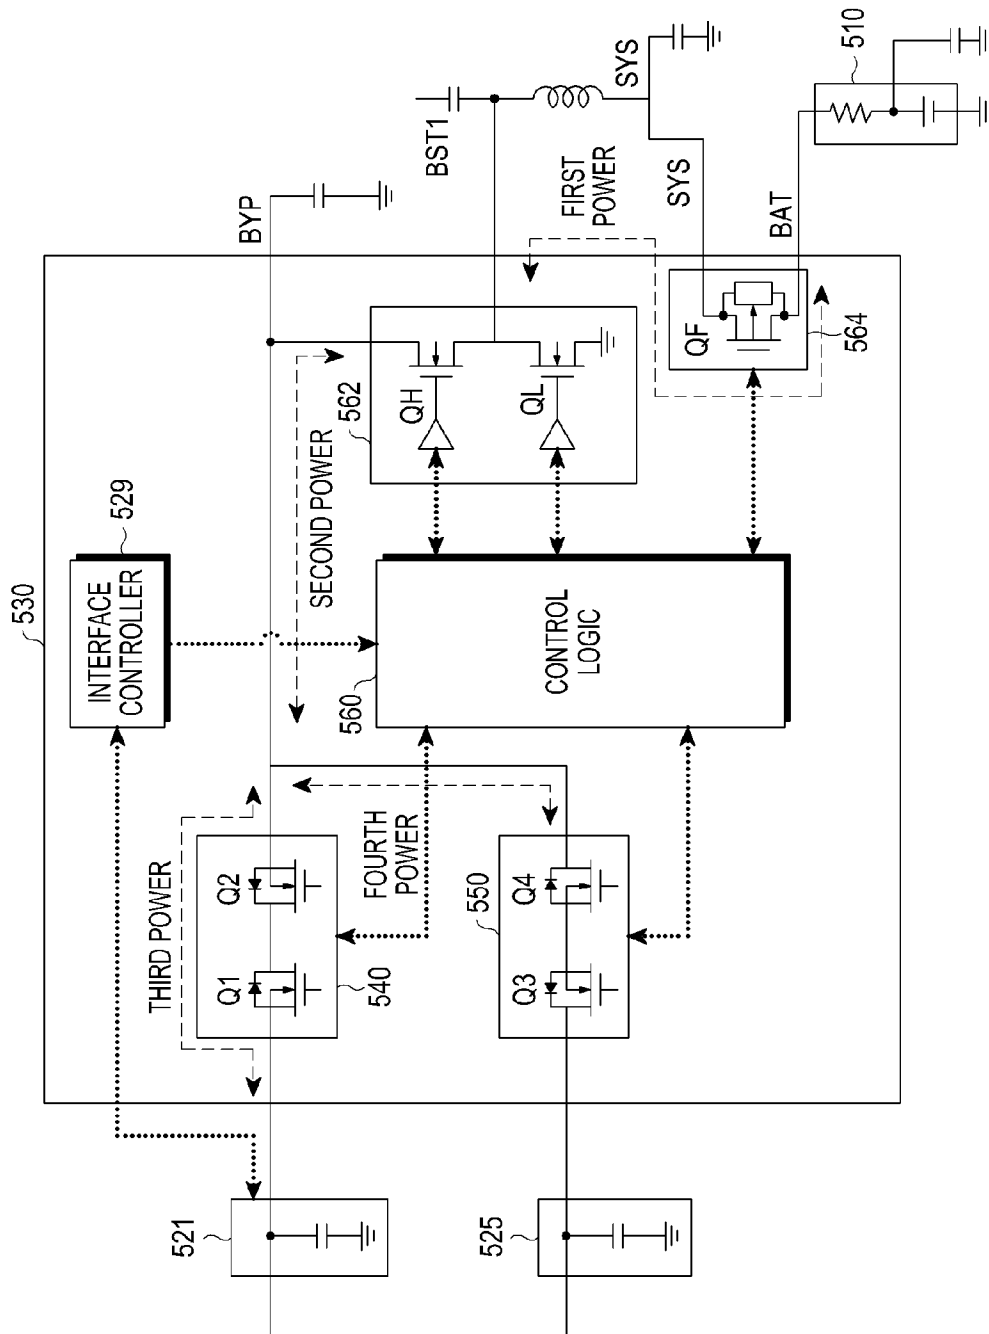 530
INTERFACE
CONTROLLER
529
BYP
BST1
SYS
SYS
BAT
510
FIRST
POWER
SECOND POWER
THIRD POWER
FOURTH
POWER
562
QH
QL
QF
564
560
CONTROL
LOGIC
Q1
Q2
540
550
Q3
Q4
521
525